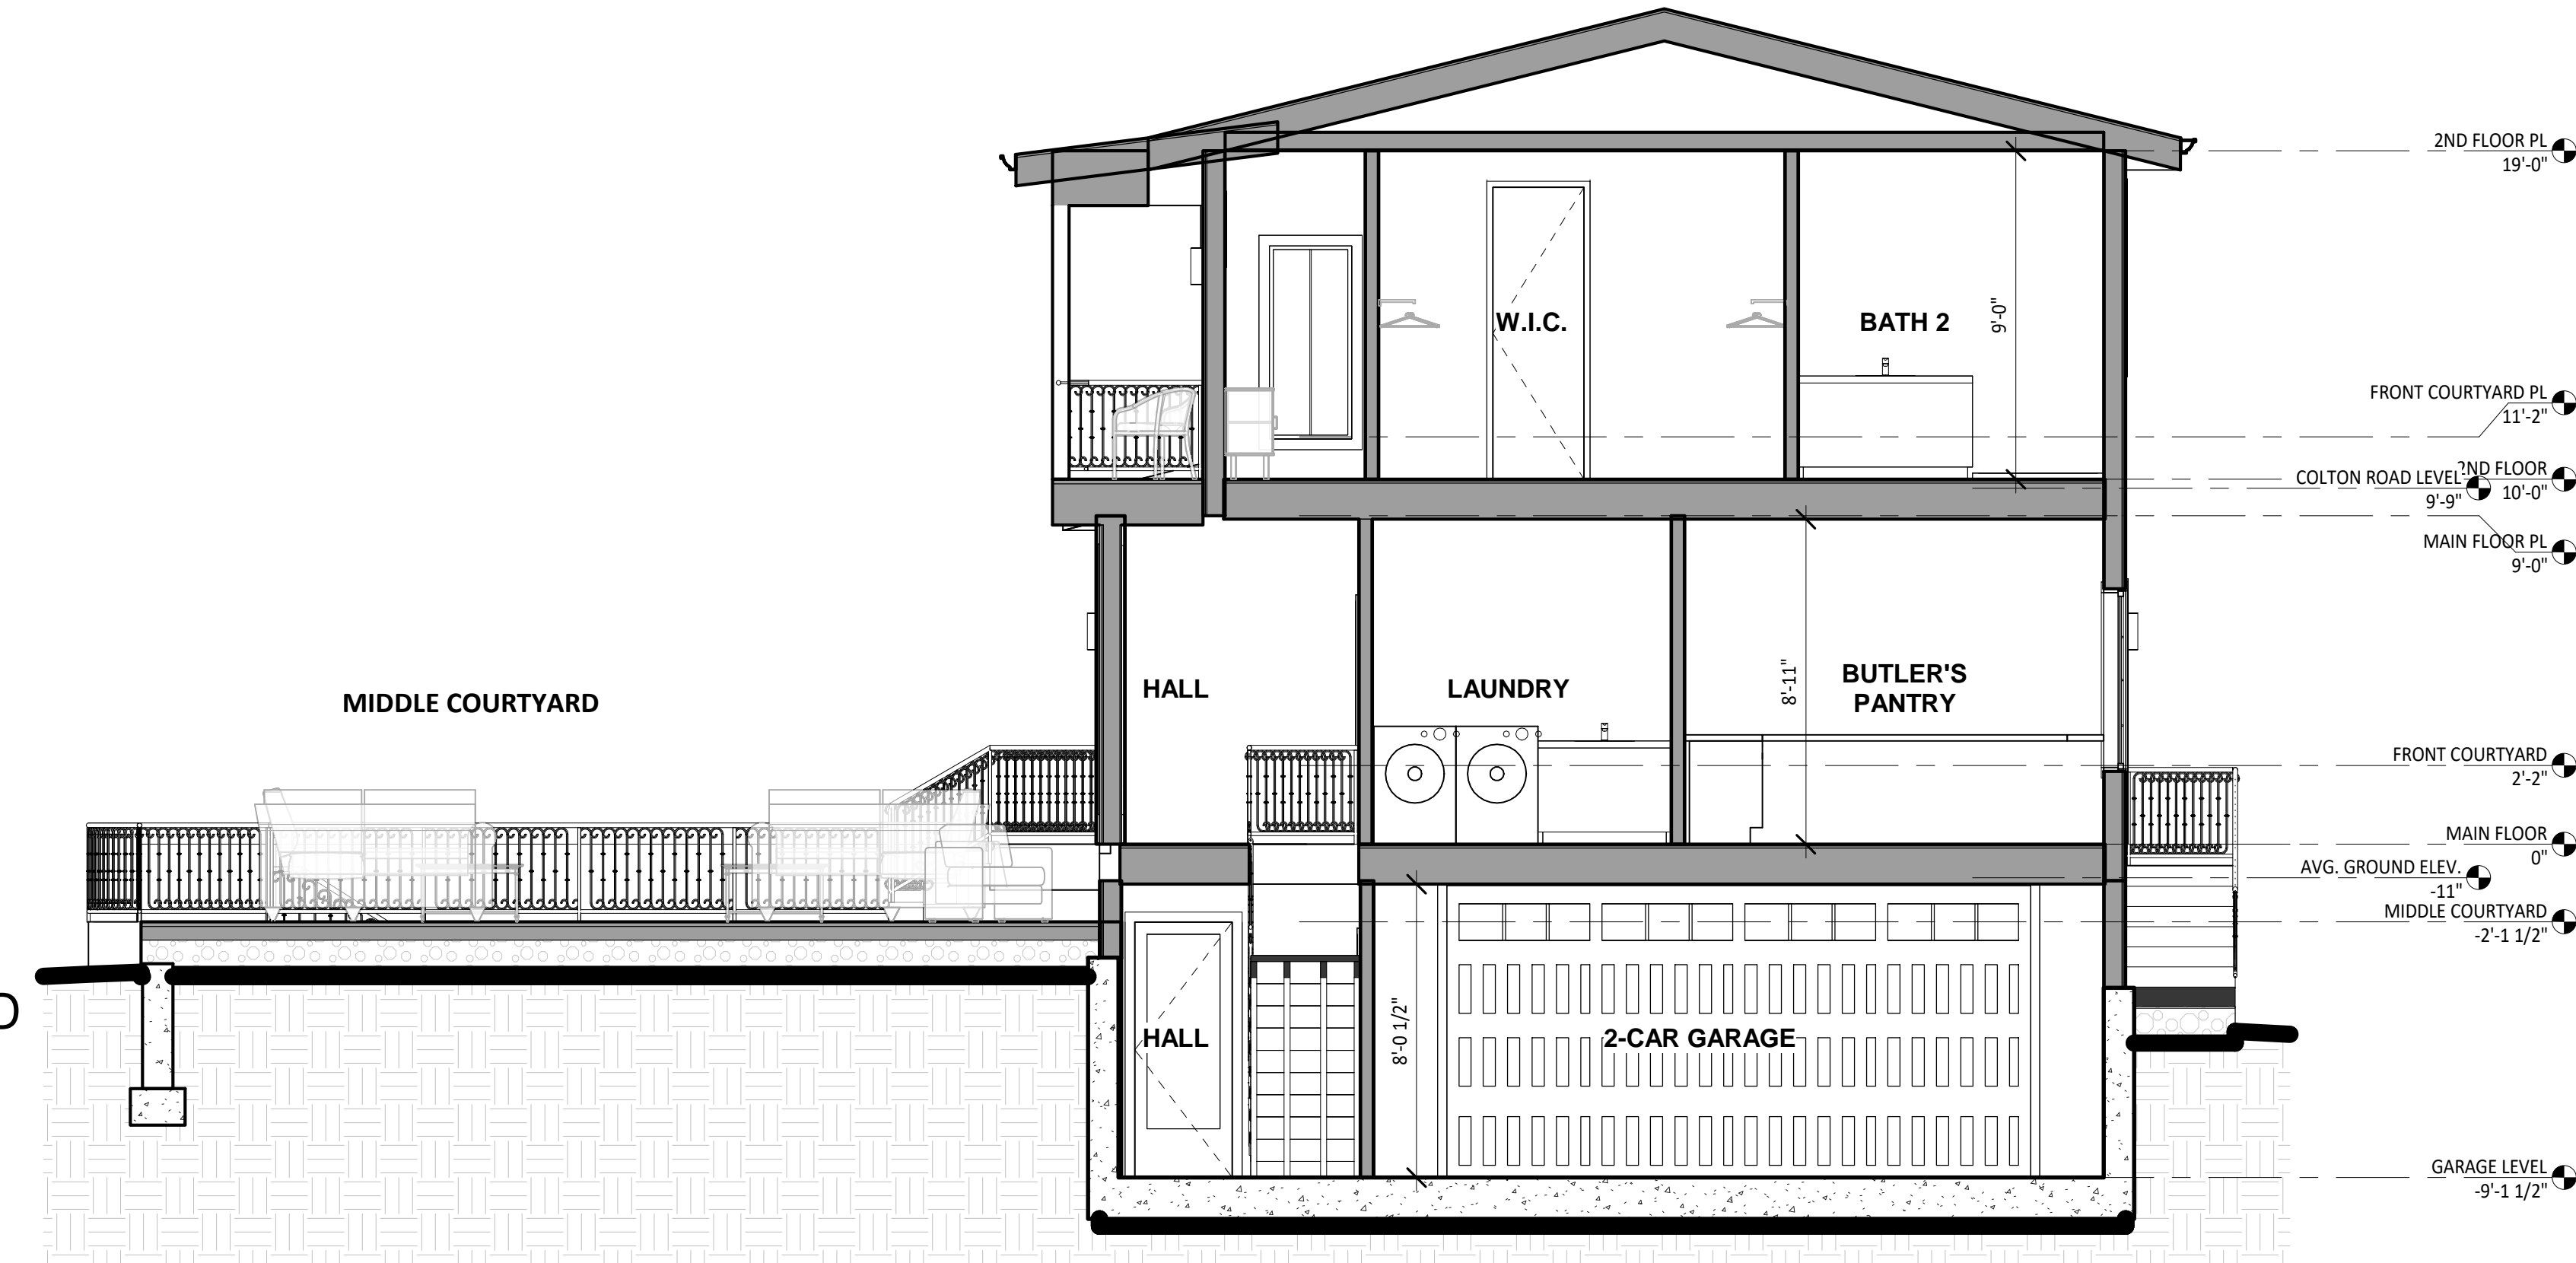 2ND FLOOR PL
19'-0"
W.I.C.
BATH 2
9'-0"
FRONT COURTYARD PL
11'-2"
2ND FLOOR
10'-0"
COLTON ROAD LEVEL
9'-9"
MAIN FLOOR PL
9'-0"
MIDDLE COURTYARD
HALL
LAUNDRY
8'-11"
BUTLER'S
PANTRY
FRONT COURTYARD
2'-2"
MAIN FLOOR
0"
AVG. GROUND ELEV.
-11"
MIDDLE COURTYARD
-2'-1 1/2"
D
HALL
8'-0 1/2"
2-CAR GARAGE
GARAGE LEVEL
-9'-1 1/2"